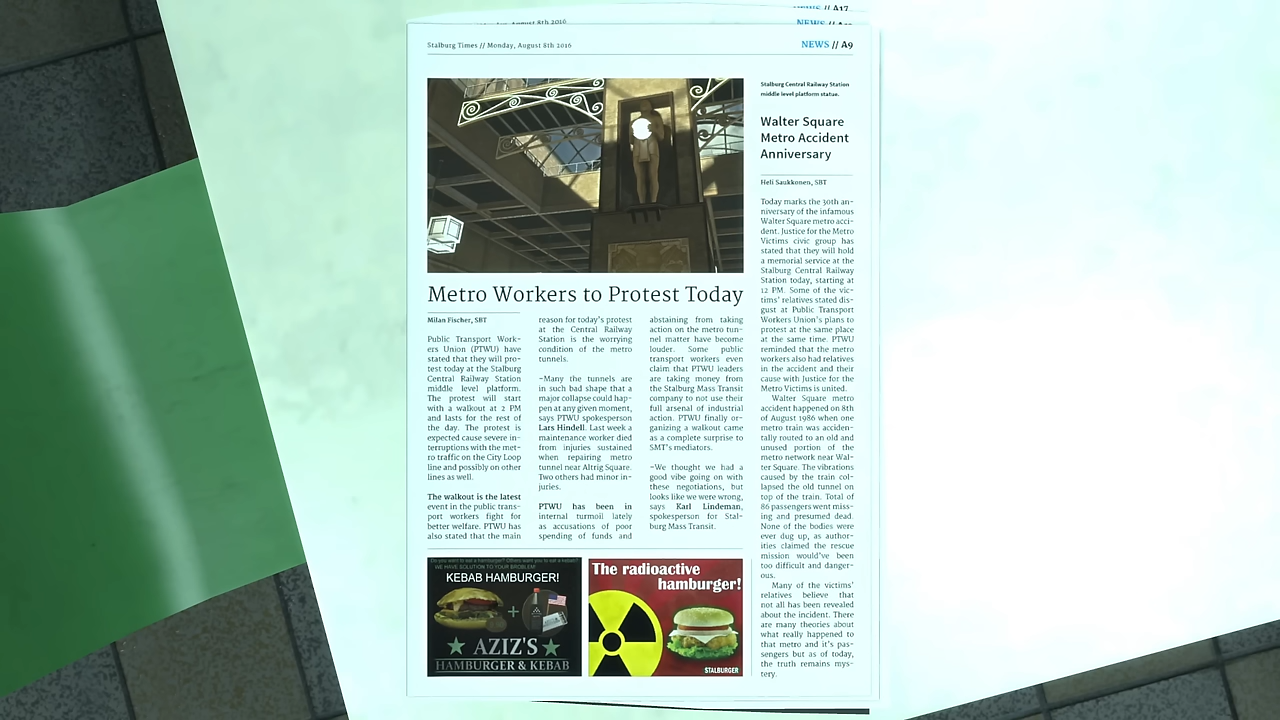 NEWS // A17
August 8th 2016
NEWS //
Stalburg Times // Monday, August 8th 2016
NEWS // A9
Stalburg Central Railway Station
middle level platform statue.
Metro Workers to Protest Today
Milan Fischer, SBT
Public Transport Work-
ers Union (PTWU) have
stated that they will pro-
test today at the Stalburg
Central Railway Station
middle level platform.
The protest will start
with a walkout at 2 PM
and lasts for the rest of
the day. The protest is
expected cause severe in-
terruptions with the met-
ro traffic on the City Loop
line and possibly on other
lines as well.
The walkout is the latest
event in the public trans-
port workers fight for
better welfare. PTWU has
also stated that the main
reason for today's protest
at the Central Railway
Station is the worrying
condition of the metro
tunnels.
–Many the tunnels are
in such bad shape that a
major collapse could hap-
pen at any given moment,
says PTWU spokesperson
Lars Hindell. Last week a
maintenance worker died
from injuries sustained
when repairing metro
tunnel near Altrig Square.
Two others had minor in-
juries.
PTWU has been in
internal turmoil lately
as accusations of poor
spending of funds and
abstaining from taking
action on the metro tun-
nel matter have become
louder. Some public
transport workers even
claim that PTWU leaders
are taking money from
the Stalburg Mass Transit
company to not use their
full arsenal of industrial
action. PTWU finally or-
ganizing a walkout came
as a complete surprise to
SMT's mediators.
–We thought we had a
good vibe going on with
these negotiations, but
looks like we were wrong,
says Karl Lindeman,
spokesperson for Stal-
burg Mass Transit.
Walter Square
Metro Accident
Anniversary
Heli Saukkonen, SBT
Today marks the 30th an-
niversary of the infamous
Walter Square metro acci-
dent. Justice for the Metro
Victims civic group has
stated that they will hold
a memorial service at the
Stalburg Central Railway
Station today, starting at
12 PM. Some of the vic-
tims' relatives stated dis-
gust at Public Transport
Workers Union's plans to
protest at the same place
at the same time. PTWU
reminded that the metro
workers also had relatives
in the accident and their
cause with Justice for the
Metro Victims is united.
Walter Square metro
accident happened on 8th
of August 1986 when one
metro train was acciden-
tally routed to an old and
unused portion of the
metro network near Wal-
ter Square. The vibrations
caused by the train col-
lapsed the old tunnel on
top of the train. Total of
86 passengers went miss-
ing and presumed dead.
None of the bodies were
ever dug up, as author-
ities claimed the rescue
mission would've been
too difficult and danger-
ous.
Many of the victims'
relatives believe that
not all has been revealed
about the incident. There
are many theories about
what really happened to
that metro and it's pas-
sengers but as of today,
the truth remains mys-
tery.
Do you want to eat a hamburger? Others want you to eat a kebab?
WE HAVE SOLUTION TO YOUR BROBLEM!
KEBAB HAMBURGER!
+
AZIZ'S
HAMBURGER & KEBAB
The radioactive
hamburger!
STALBURGER